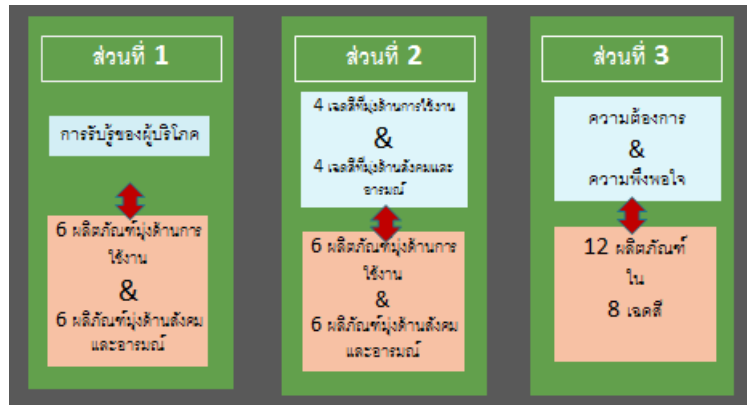 ส่วนที่ 1
การรับรู้ของผู้บริโภค
6 ผลิตภัณฑ์มุ่งด้านการ
ใช้งาน
&
6 ผลิภัณฑ์มุ่งด้านสังคม
และอารมณ์
ส่วนที่ 2
4 เฉดสีที่มุ่งด้านการใช้งาน
&
4 เฉดสีที่มุ่งด้านสังคมและ
อารมณ์
6 ผลิตภัณฑ์มุ่งด้านการ
ใช้งาน
&
6 ผลิภัณฑ์มุ่งด้านสังคม
และอารมณ์
ส่วนที่ 3
ความต้องการ
&
ความพึงพอใจ
12 ผลิตภัณฑ์
ใน
8 เฉดสี